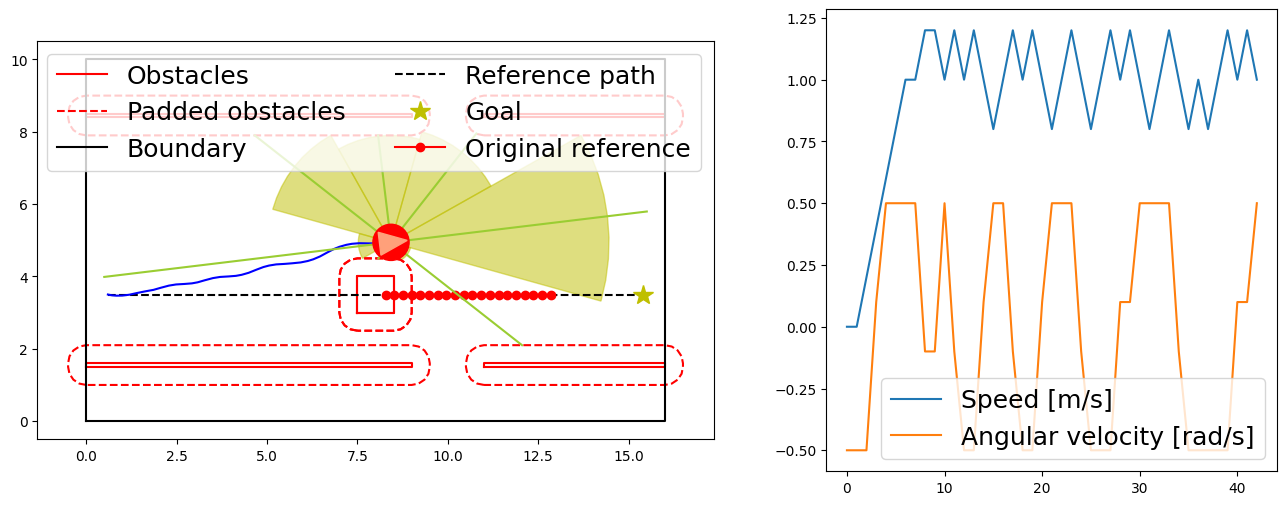 Obstacles
Padded obstacles
Boundary
Reference path
Goal
Original reference
10
8
6
4
2
0
0.0 2.5 5.0 7.5 10.0 12.5 15.0
1.25
1.00
0.75
0.50
0.25
0.00
−0.25
−0.50
Speed [m/s]
Angular velocity [rad/s]
0 10 20 30 40